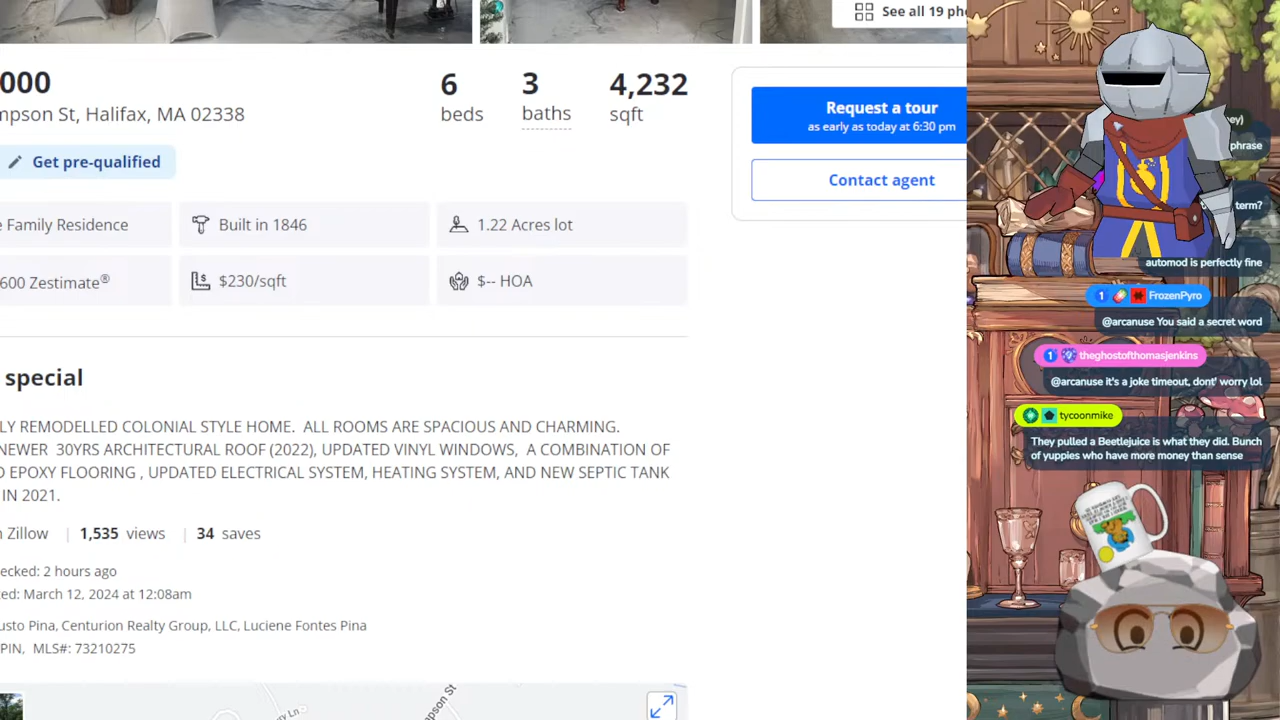 See all 19 pho
000
mpson St, Halifax, MA 02338
6 beds
3 baths
4,232 sqft
Get pre-qualified
Request a tour
as early as today at 6:30 pm
Contact agent
e Family Residence
Built in 1846
1.22 Acres lot
600 Zestimate®
$230/sqft
$-- HOA
special
LY REMODELLED COLONIAL STYLE HOME. ALL ROOMS ARE SPACIOUS AND CHARMING.
NEWER 30YRS ARCHITECTURAL ROOF (2022), UPDATED VINYL WINDOWS, A COMBINATION OF
D EPOXY FLOORING , UPDATED ELECTRICAL SYSTEM, HEATING SYSTEM, AND NEW SEPTIC TANK
IN 2021.
n Zillow | 1,535 views | 34 saves
ecked: 2 hours ago
ted: March 12, 2024 at 12:08am
usto Pina, Centurion Realty Group, LLC, Luciene Fontes Pina
PIN, MLS#: 73210275
mpson St
ey)
phrase
term?
automod is perfectly fine
1 FrozenPyro
@arcanuse You said a secret word
1 theghostofthomasjenkins
@arcanuse it's a joke timeout, dont' worry lol
tycoonmike
They pulled a Beetlejuice is what they did. Bunch
of yuppies who have more money than sense